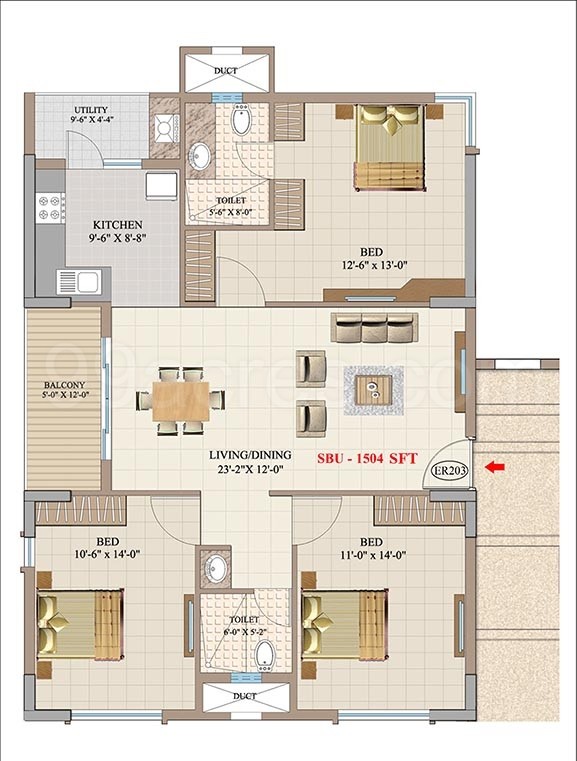 DUCT
UTILITY
9'-6" X 4'-4"
TOILET
5'-6" X 8'-0"
KITCHEN
9'-6" X 8'-8"
BED
12'-6" x 13'-0"
BALCONY
5'-0" X 12'-0"
LIVING/DINING
23'-2"X 12'-0"
SBU - 1504 SFT
ER203
BED
10'-6" x 14'-0"
BED
11'-0" x 14'-0"
TOILET
6'-0" X 5'-2"
DUCT